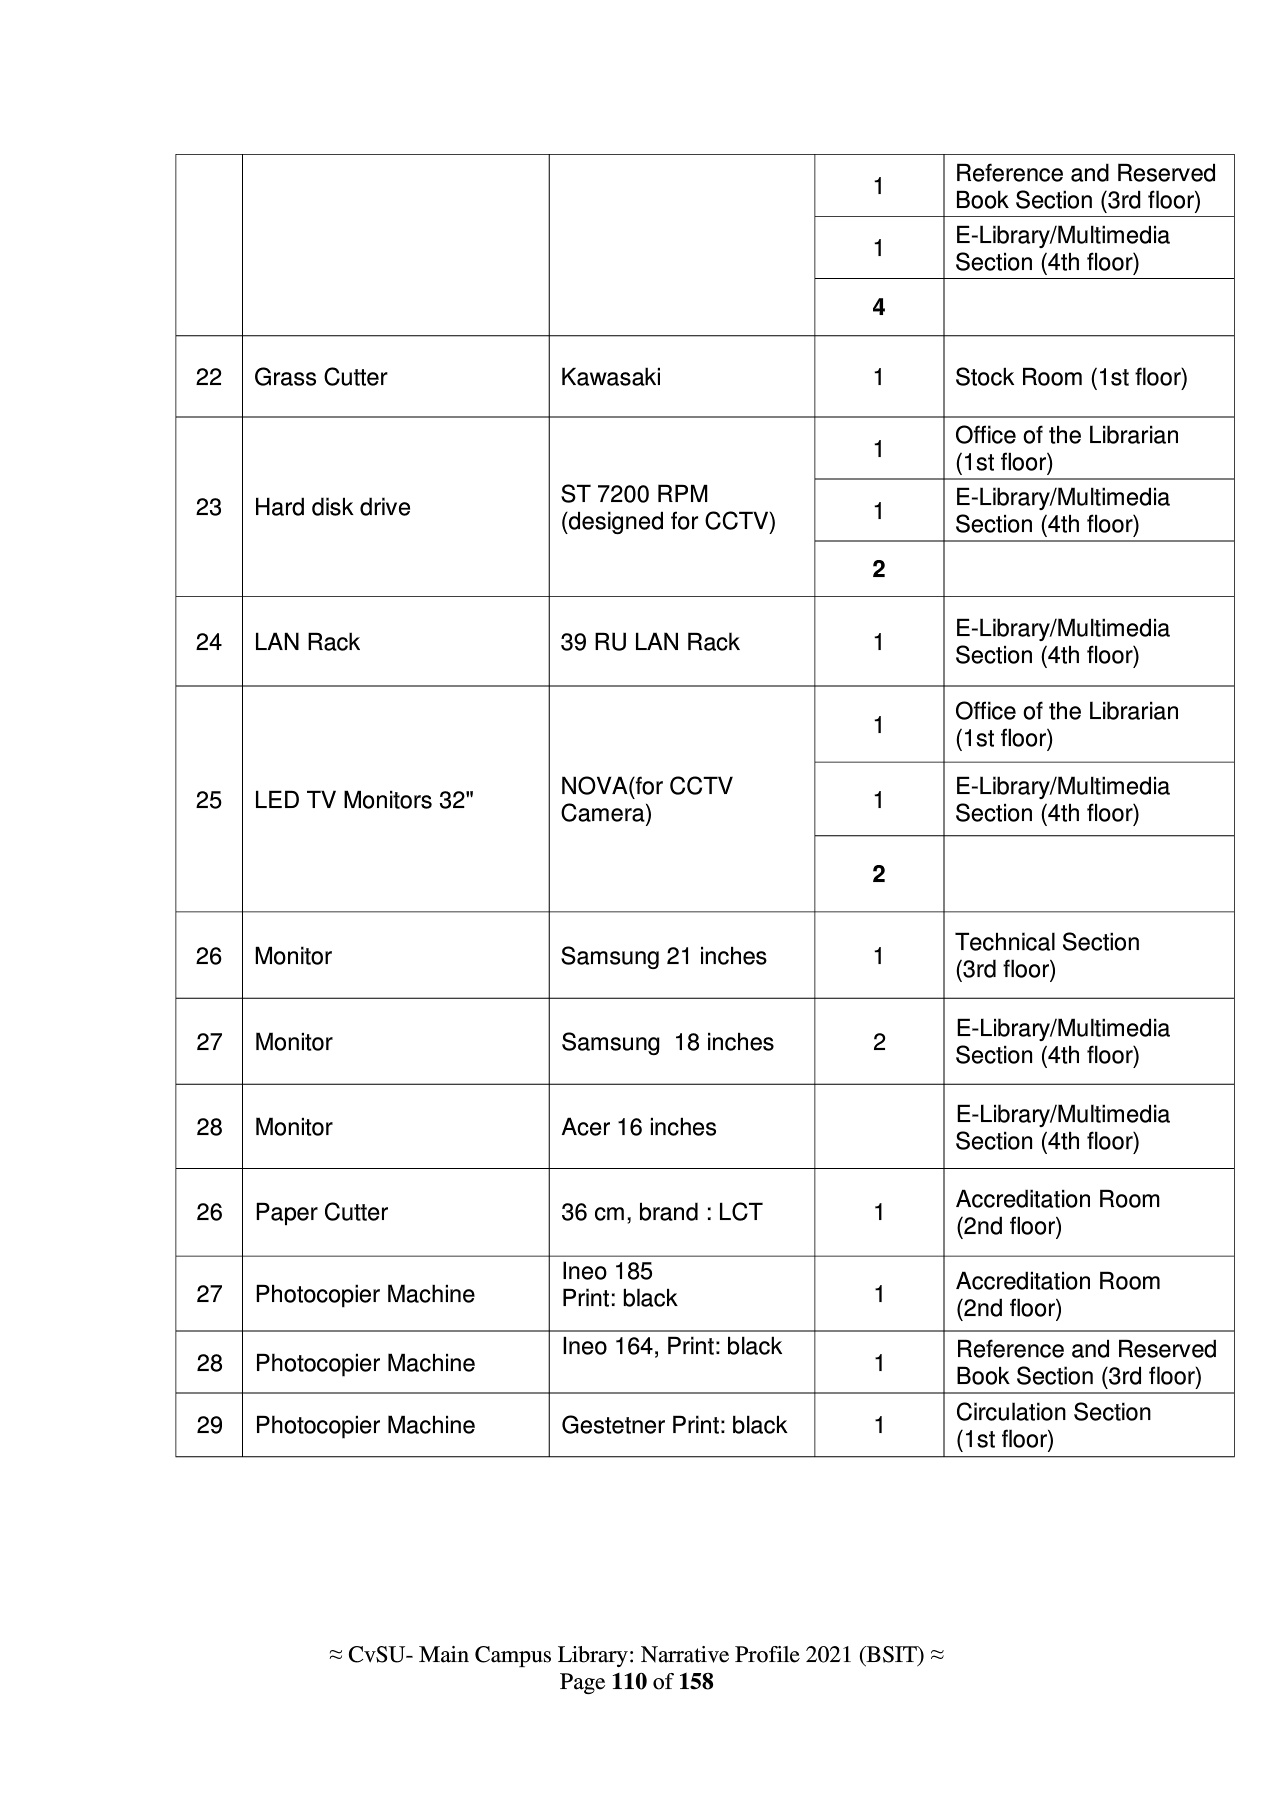 1
Reference and Reserved
Book Section (3rd floor)
1
E-Library/Multimedia
Section (4th floor)
4
22 Grass Cutter Kawasaki 1 Stock Room (1st floor)
23 Hard disk drive
ST 7200 RPM
(designed for CCTV)
1
Office of the Librarian
(1st floor)
1
E-Library/Multimedia
Section (4th floor)
2
24 LAN Rack 39 RU LAN Rack 1
E-Library/Multimedia
Section (4th floor)
25 LED TV Monitors 32"
NOVA(for CCTV
Camera)
1
Office of the Librarian
(1st floor)
1
E-Library/Multimedia
Section (4th floor)
2
26 Monitor Samsung 21 inches 1
Technical Section
(3rd floor)
27 Monitor Samsung  18 inches 2
E-Library/Multimedia
Section (4th floor)
28 Monitor Acer 16 inches
E-Library/Multimedia
Section (4th floor)
26 Paper Cutter 36 cm, brand : LCT 1
Accreditation Room
(2nd floor)
27 Photocopier Machine
Ineo 185
Print: black
1
Accreditation Room
(2nd floor)
28 Photocopier Machine
Ineo 164, Print: black
1
Reference and Reserved
Book Section (3rd floor)
29 Photocopier Machine Gestetner Print: black 1
Circulation Section
(1st floor)
≈ CvSU- Main Campus Library: Narrative Profile 2021 (BSIT) ≈
Page 110 of 158